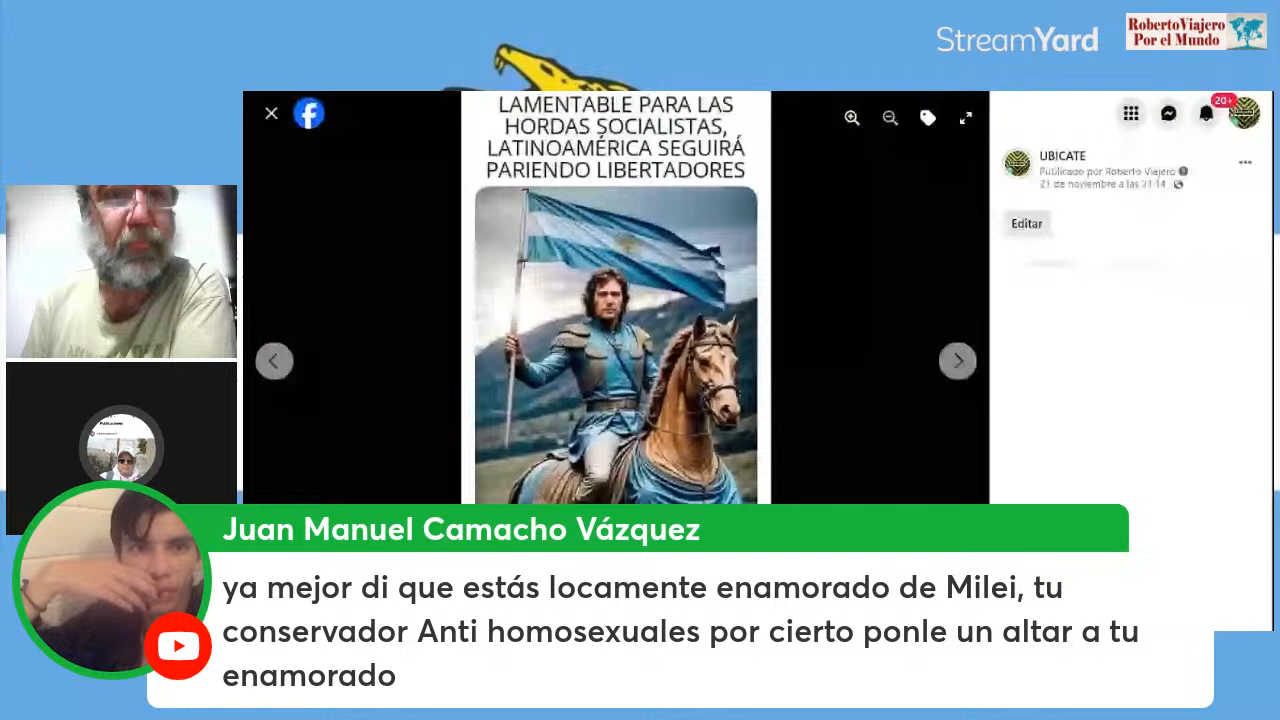 StreamYard
RobertoViajero
Por el Mundo
LAMENTABLE PARA LAS
HORDAS SOCIALISTAS,
LATINOAMÉRICA SEGUIRÁ
PARIENDO LIBERTADORES
20+
UBICATE
Publicado por Roberto Viajero
21 de noviembre a las 21:14
Editar
Juan Manuel Camacho Vázquez
ya mejor di que estás locamente enamorado de Milei, tu
conservador Anti homosexuales por cierto ponle un altar a tu
enamorado